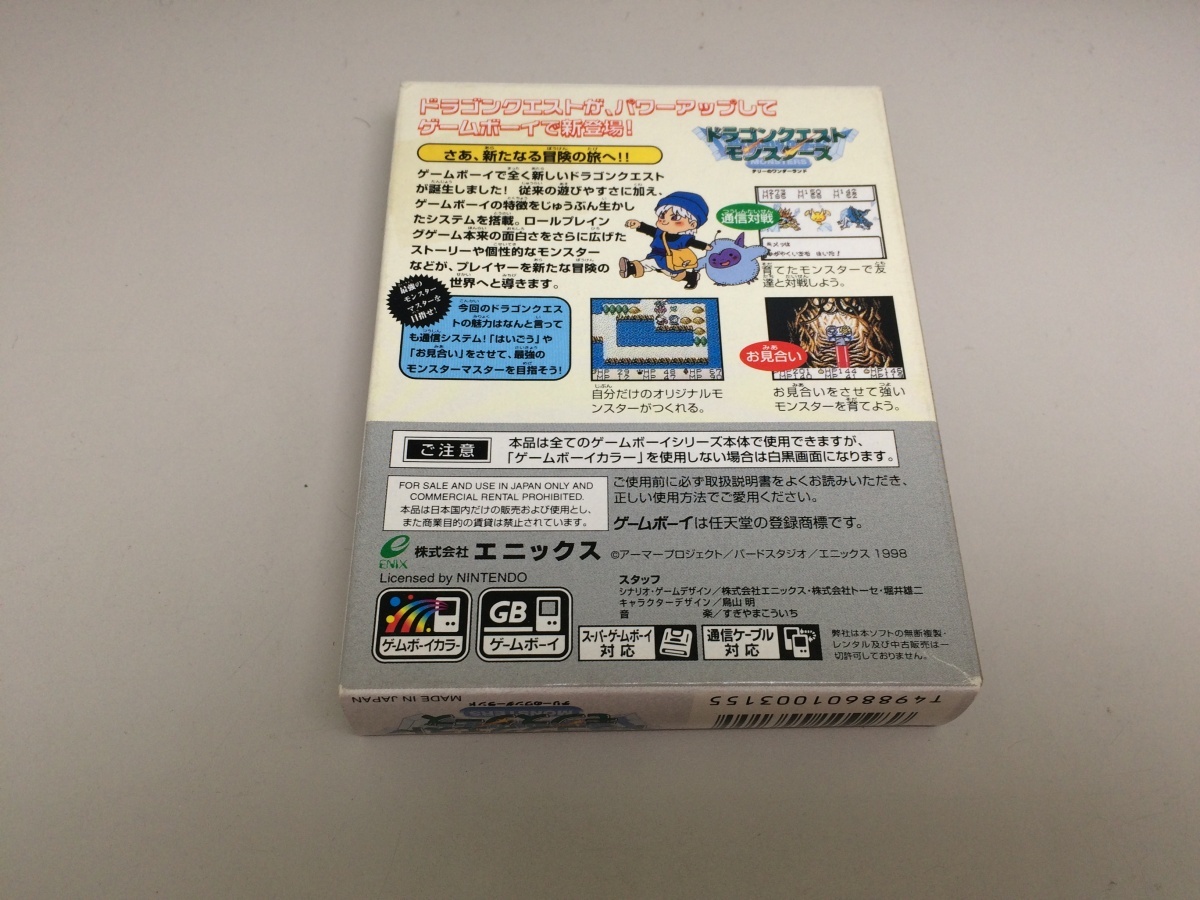 ドラゴンクエストが、パワーアップして
ゲームボーイで新登場!
さあ、新たなる冒険の旅へ!!
ゲームボーイで全く新しいドラゴンクエスト
が誕生しました! 従来の遊びやすさに加え、
ゲームボーイの特徴をじゅうぶん生かし
たシステムを搭載。ロールプレイン
グゲーム本来の面白さをさらに広げた
ストーリーや個性的なモンスター
などが、プレイヤーを新たな冒険の
世界へと導きます。
最強の
モンスター
マスターを
目指せ!
今回のドラゴンクエス
トの魅力はなんと言って
も通信システム!「はいごう」や
「お見合い」をさせて、最強の
モンスターマスターを目指そう!
ドラゴンクエスト
モンスターズ
MONSTERS
テリーのワンダーランド
通信対戦
育てたモンスターで友
達と対戦しよう。
自分だけのオリジナルモ
ンスターがつくれる。
お見合い
お見合いをさせて強い
モンスターを育てよう。
ご注意
本品は全てのゲームボーイシリーズ本体で使用できますが、
「ゲームボーイカラー」を使用しない場合は白黒画面になります。
FOR SALE AND USE IN JAPAN ONLY AND
COMMERCIAL RENTAL PROHIBITED.
本品は日本国内だけの販売および使用とし、
また商業目的の賃貸は禁止されています。
ご使用前に必ず取扱説明書をよくお読みいただき、
正しい使用方法でご愛用ください。
ゲームボーイは任天堂の登録商標です。
ENIX
株式会社 エニックス ©アーマープロジェクト/バードスタジオ/エニックス 1998
Licensed by NINTENDO
スタッフ
シナリオ・ゲームデザイン/株式会社エニックス・株式会社トーセ・堀井雄二
キャラクターデザイン/鳥山 明
音 楽/すぎやまこういち
ゲームボーイカラー
GB
ゲームボーイ
スーパーゲームボーイ
対応
通信ケーブル
対応
弊社は本ソフトの無断複製・
レンタル及び中古販売は一
切許可しておりません。
MADE IN JAPAN
モンスターズ
MONSTERS
テリーのワンダーランド
T4988601003155